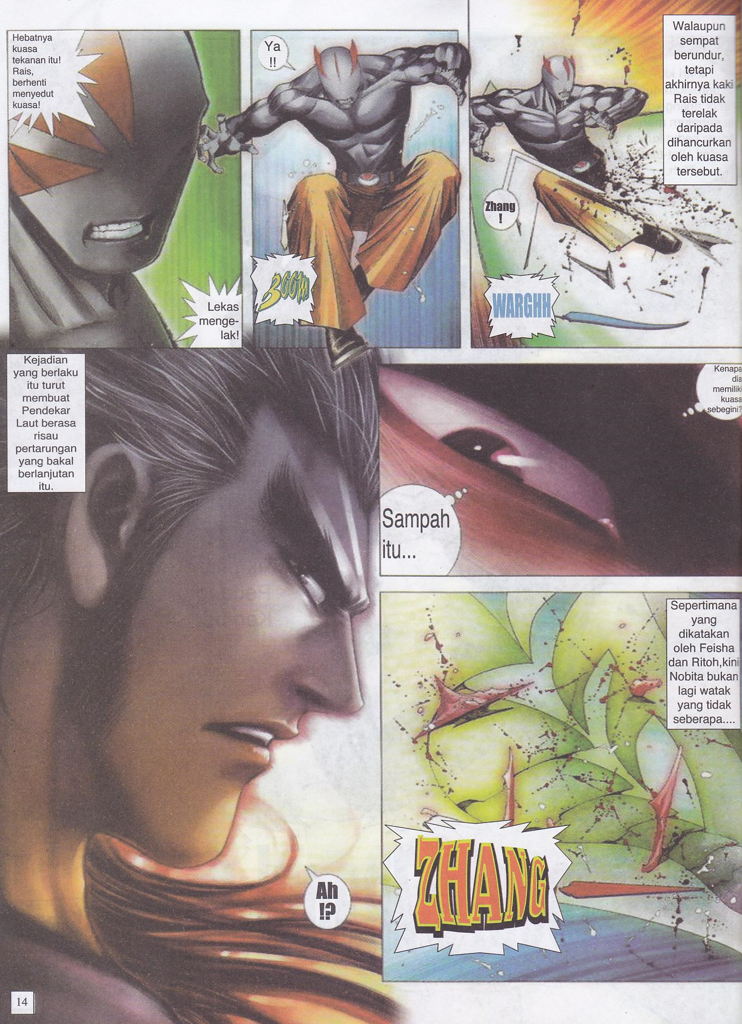 Hebatnya
kuasa
tekanan itu!
Rais,
berhenti
menyedut
kuasa!
Lekas
menge-
lak!
Ya
!!
BOOM
Walaupun
sempat
berundur,
tetapi
akhirnya kaki
Rais tidak
terelak
daripada
dihancurkan
oleh kuasa
tersebut.
Zhang
!
WARGHH
Kejadian
yang berlaku
itu turut
membuat
Pendekar
Laut berasa
risau
pertarungan
yang bakal
berlanjutan
itu.
Ah
!?
Kenapa
dia
memiliki
kuasa
sebegini?
Sampah
itu...
Sepertimana
yang
dikatakan
oleh Feisha
dan Ritoh,kini
Nobita bukan
lagi watak
yang tidak
seberapa....
ZHANG
14